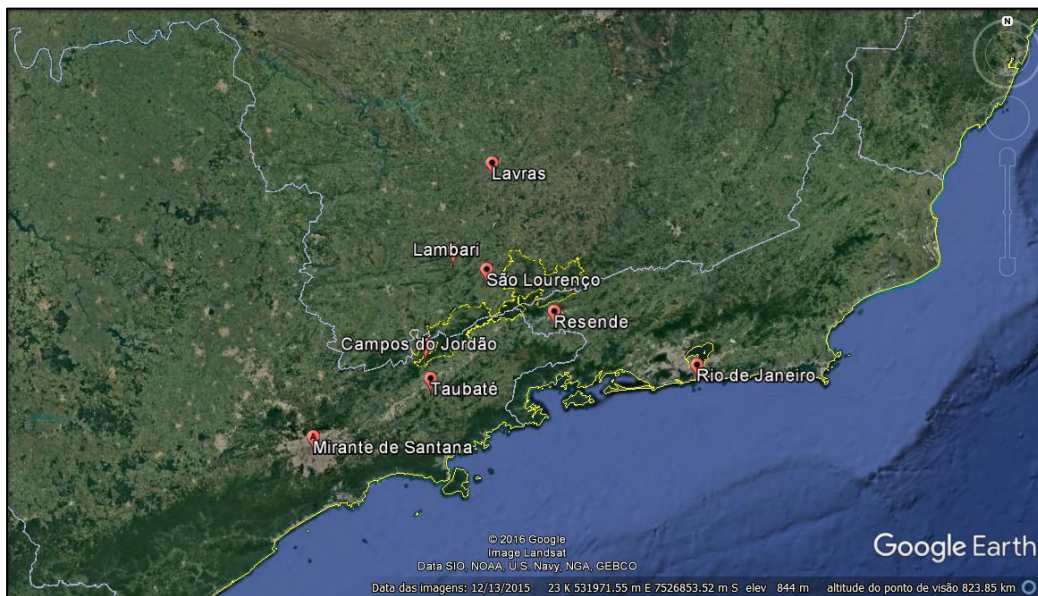 N
Lavras
Lambari
São Lourenço
Resende
Campos do Jordão
Rio de Janeiro
Taubaté
A
Mirante de Santana
© 2016 Google
Image Landsat
Data SIO, NOAA, U.S. Navy, NGA, GEBCO
Google Earth
Data das imagens: 12/13/2015 23 K 531971.55 m E 7526853.52 m S elev 844 m altitude do ponto de visão 823.85 km